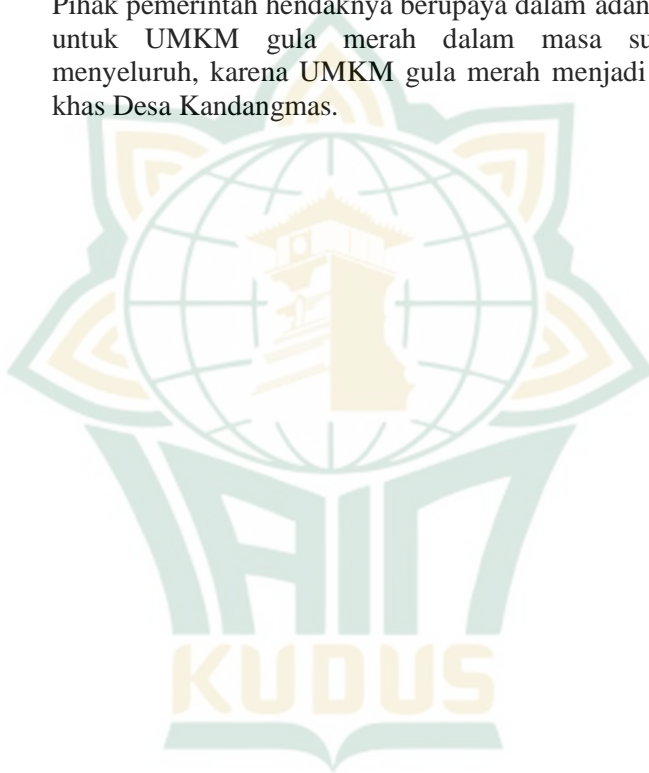 Pihak pemerintah hendaknya berupaya dalam adan
untuk UMKM gula merah dalam masa su
menyeluruh, karena UMKM gula merah menjadi
khas Desa Kandangmas.
IAIN
KUDUS